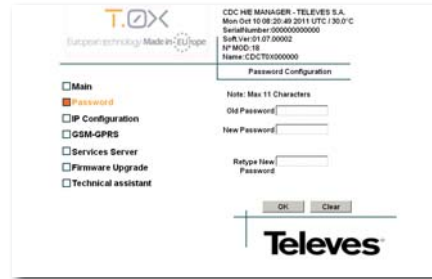 T.OX
European technology Made in Europe
CDC H/E MANAGER - TELEVES S.A.
Mon Oct 10 08:20:49 2011 UTC / 30.0°C
SerialNumber:000000000000
Soft.Ver:01.07.00002
Nº MOD:18
Name:CDCT0X000000
Password Configuration
Main
Password
IP Configuration
GSM-GPRS
Services Server
Firmware Upgrade
Technical assistant
Note: Max 11 Characters
Old Password
New Password
Retype New
Password
OK Clear
Televes